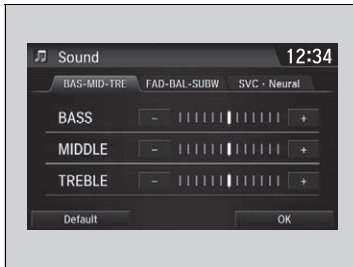 Sound 12:34
BAS-MID-TRE FAD-BAL-SUBW SVC · Neural
BASS - +
MIDDLE - +
TREBLE - +
Default OK